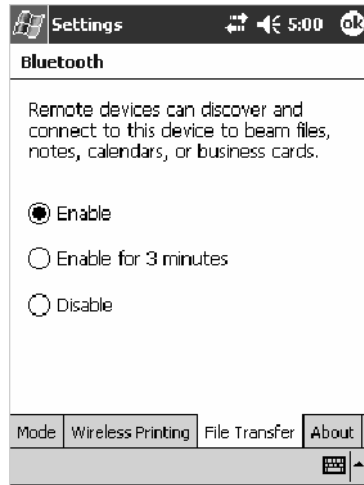 Settings 5:00 ok
Bluetooth
Remote devices can discover and
connect to this device to beam files,
notes, calendars, or business cards.
Enable
Enable for 3 minutes
Disable
Mode Wireless Printing File Transfer About